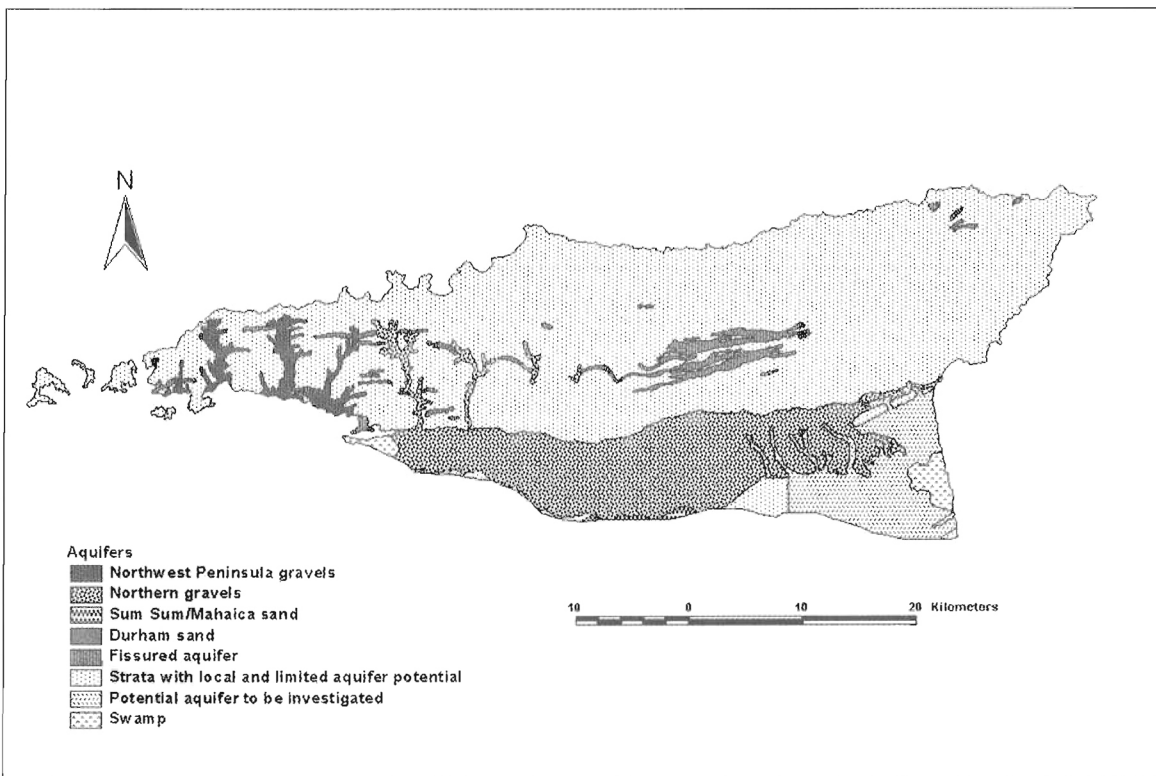 N
Aquifers
Northwest Peninsula gravels
Northern gravels
Sum Sum/Mahaica sand
Durham sand
Fissured aquifer
Strata with local and limited aquifer potential
Potential aquifer to be investigated
Swamp
10 0 10 20 Kilometers